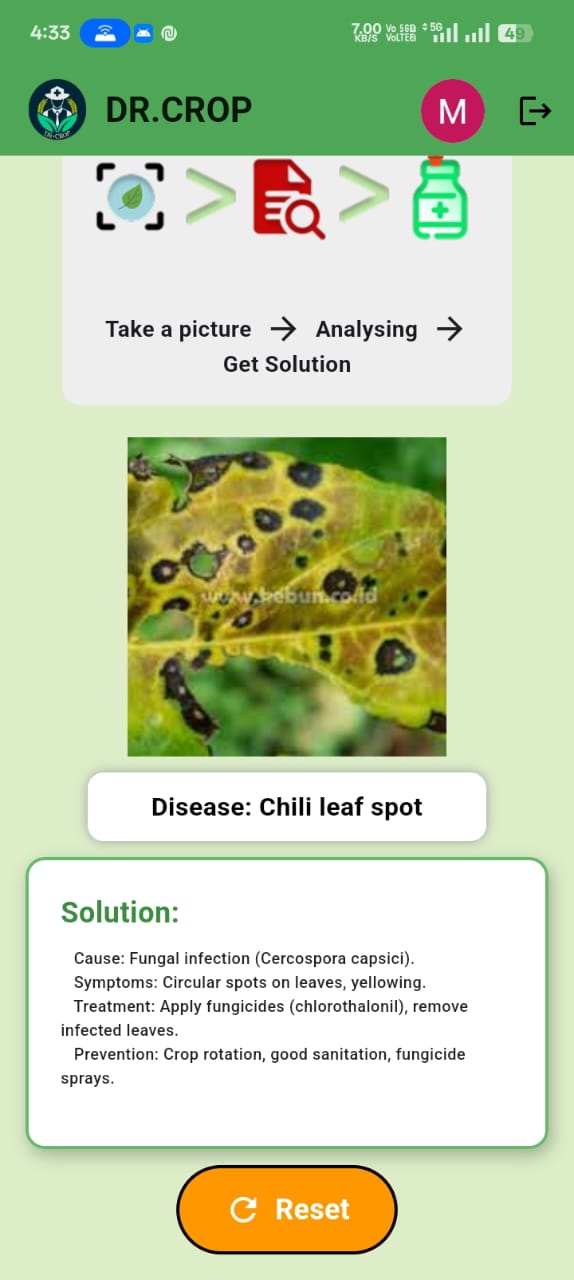 4:33 7.00 KB/S Vo 5GD VoLTE 5G 49
DR.CROP M
Take a picture → Analysing →
Get Solution
www.kebun.co.id
Disease: Chili leaf spot
Solution:
Cause: Fungal infection (Cercospora capsici).
Symptoms: Circular spots on leaves, yellowing.
Treatment: Apply fungicides (chlorothalonil), remove
infected leaves.
Prevention: Crop rotation, good sanitation, fungicide
sprays.
Reset